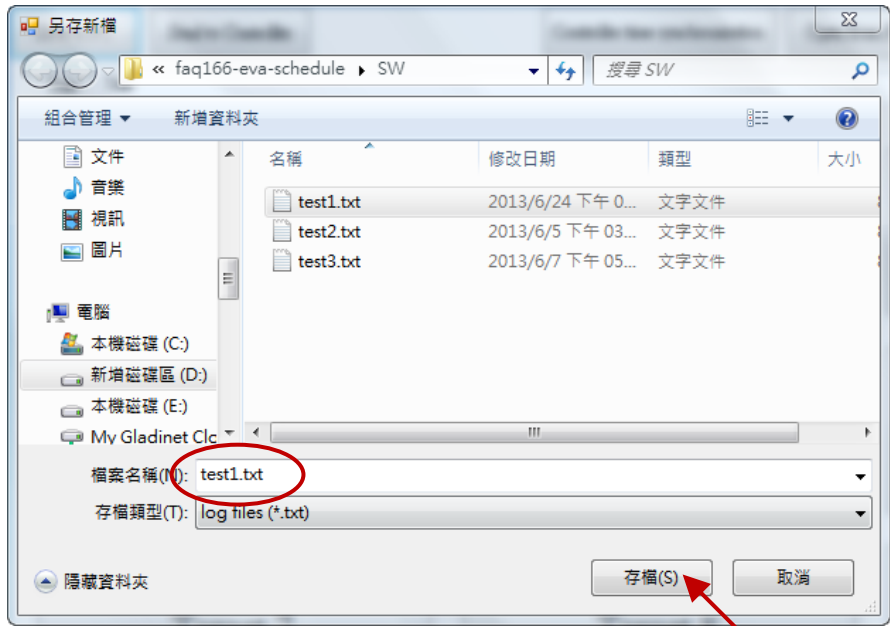 另存新檔
« faq166-eva-schedule ▸ SW
搜尋 SW
組合管理 ▼ 新增資料夾
文件
音樂
視訊
圖片
電腦
本機磁碟 (C:)
新增磁碟區 (D:)
本機磁碟 (E:)
My Gladinet Clc
名稱 修改日期 類型 大小
test1.txt 2013/6/24 下午 0... 文字文件
test2.txt 2013/6/5 下午 03... 文字文件
test3.txt 2013/6/7 下午 05... 文字文件
檔案名稱(N): test1.txt
存檔類型(T): log files (*.txt)
隱藏資料夾 存檔(S) 取消